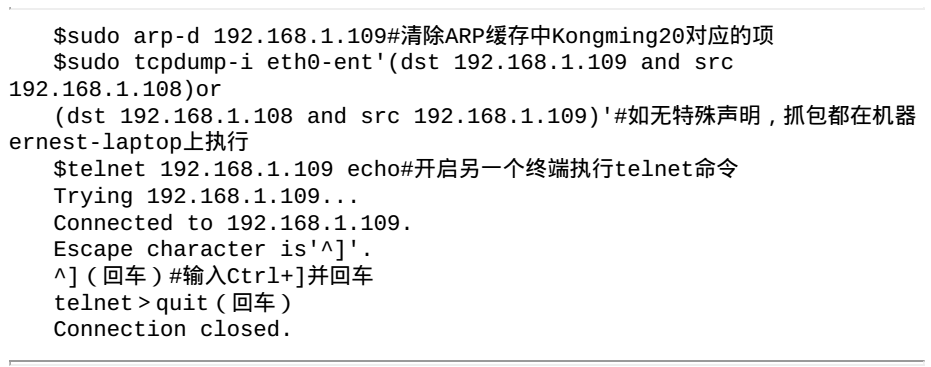 $sudo arp-d 192.168.1.109#清除ARP缓存中Kongming20对应的项
$sudo tcpdump-i eth0-ent'(dst 192.168.1.109 and src
192.168.1.108)or
(dst 192.168.1.108 and src 192.168.1.109)'#如无特殊声明，抓包都在机器
ernest-laptop上执行
$telnet 192.168.1.109 echo#开启另一个终端执行telnet命令
Trying 192.168.1.109...
Connected to 192.168.1.109.
Escape character is'^]'.
^]（回车）#输入Ctrl+]并回车
telnet＞quit（回车）
Connection closed.